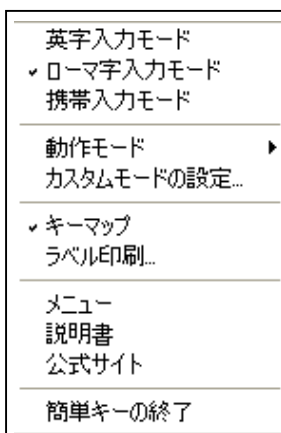 英字入力モード
ローマ字入力モード
携帯入力モード
動作モード
カスタムモードの設定...
キーマップ
ラベル印刷...
メニュー
説明書
公式サイト
簡単キーの終了